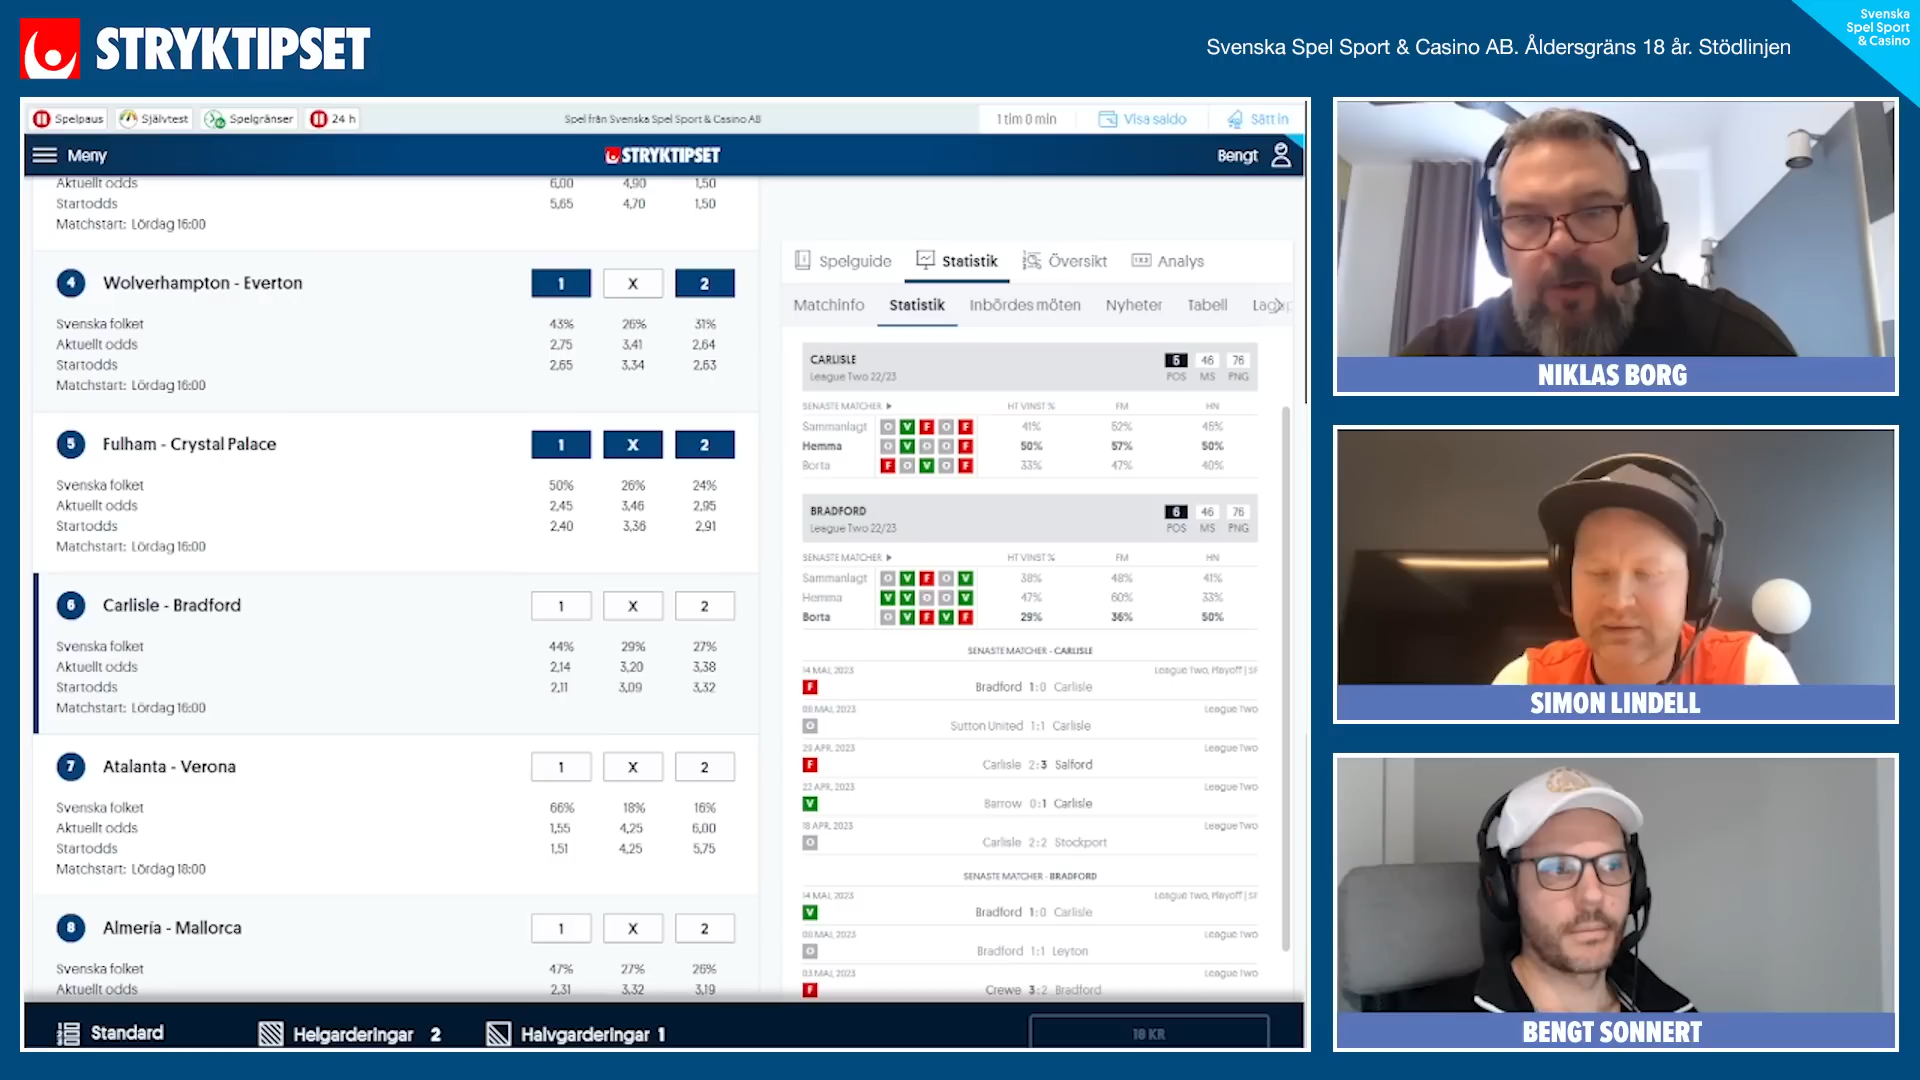 STRYKTIPSET
Svenska Spel Sport & Casino AB. Åldersgräns 18 år. Stödlinjen
Svenska
Spel Sport
& Casino
Spelpaus
Självtest
Spelgränser
24 h
Spel från Svenska Spel Sport & Casino AB
1 tim 0 min
Visa saldo
Sätt in
Meny
STRYKTIPSET
Bengt
Aktuellt odds 6,00 4,90 1,50
Startodds 5,65 4,70 1,50
Matchstart: Lördag 16:00
4 Wolverhampton - Everton 1 X 2
Svenska folket 43% 26% 31%
Aktuellt odds 2,75 3,41 2,64
Startodds 2,65 3,34 2,63
Matchstart: Lördag 16:00
5 Fulham - Crystal Palace 1 X 2
Svenska folket 50% 26% 24%
Aktuellt odds 2,45 3,46 2,95
Startodds 2,40 3,36 2,91
Matchstart: Lördag 16:00
6 Carlisle - Bradford 1 X 2
Svenska folket 44% 29% 27%
Aktuellt odds 2,14 3,20 3,38
Startodds 2,11 3,09 3,32
Matchstart: Lördag 16:00
7 Atalanta - Verona 1 X 2
Svenska folket 66% 18% 16%
Aktuellt odds 1,55 4,25 6,00
Startodds 1,51 4,25 5,75
Matchstart: Lördag 18:00
8 Almería - Mallorca 1 X 2
Svenska folket 47% 27% 26%
Aktuellt odds 2,31 3,32 3,19
Spelguide Statistik Översikt Analys
Matchinfo Statistik Inbördes möten Nyheter Tabell
CARLISLE 5 46 76
League Two 22/23 POS MS PNG
SENASTE MATCHER HT VINST % FM HN
Sammanlagt O V F O F 41% 52% 45%
Hemma O V O O F 50% 57% 50%
Borta F O V O F 33% 47% 40%
BRADFORD 6 46 76
League Two 22/23 POS MS PNG
SENASTE MATCHER HT VINST % FM HN
Sammanlagt O V F O V 38% 48% 41%
Hemma V V O O V 47% 60% 33%
Borta O V F V F 29% 36% 50%
SENASTE MATCHER - CARLISLE
14 MAJ, 2023 League Two, Playoff | SF
F Bradford 1:0 Carlisle
08 MAJ, 2023 League Two
O Sutton United 1:1 Carlisle
29 APR, 2023 League Two
F Carlisle 2:3 Salford
22 APR, 2023 League Two
V Barrow 0:1 Carlisle
18 APR, 2023 League Two
O Carlisle 2:2 Stockport
SENASTE MATCHER - BRADFORD
14 MAJ, 2023 League Two, Playoff | SF
V Bradford 1:0 Carlisle
08 MAJ, 2023 League Two
O Bradford 1:1 Leyton
03 MAJ, 2023 League Two
F Crewe 3:2 Bradford
Standard
Helgarderingar 2
Halvgarderingar 1
18 KR
NIKLAS BORG
SIMON LINDELL
BENGT SONNERT